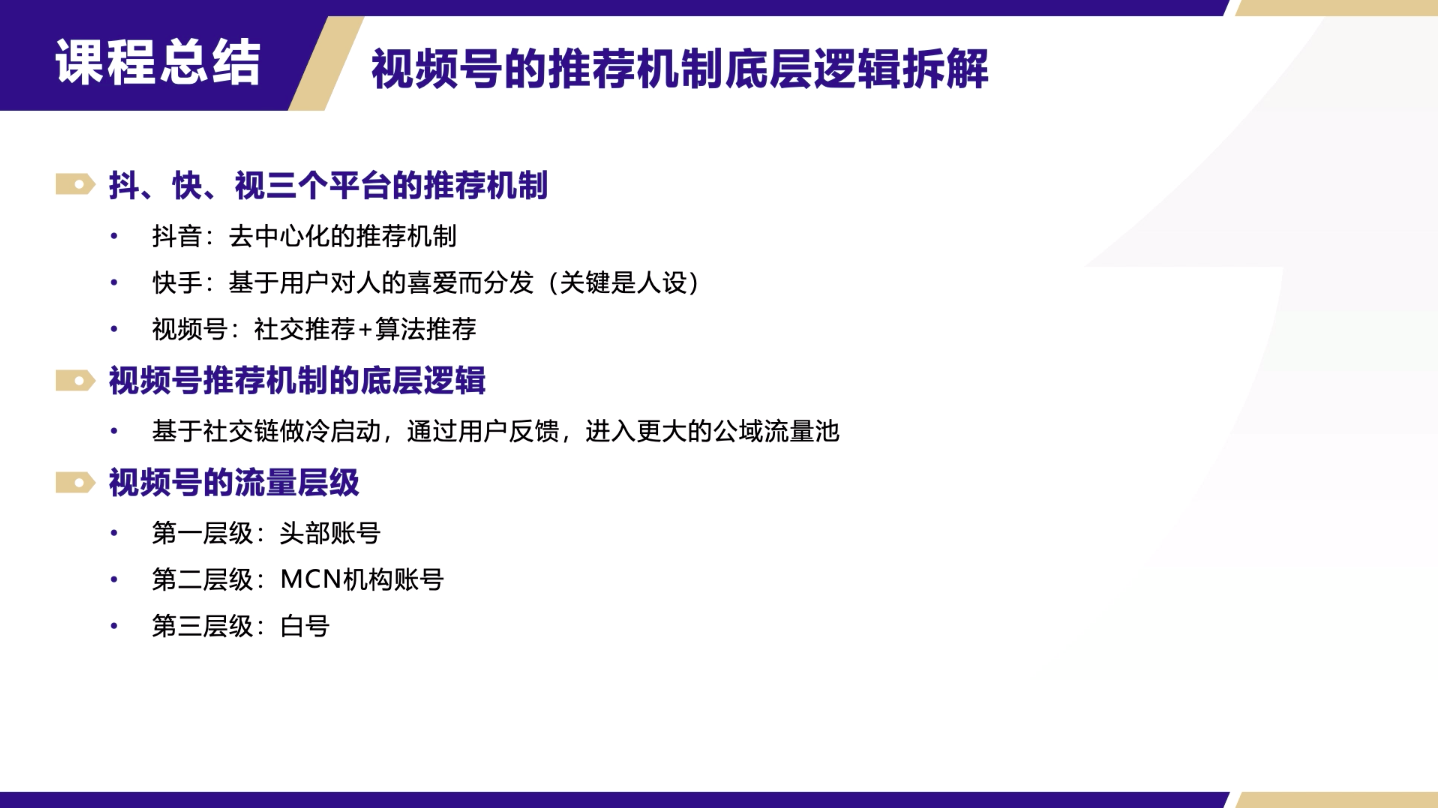 课程总结
视频号的推荐机制底层逻辑拆解
抖、快、视三个平台的推荐机制
• 抖音：去中心化的推荐机制
• 快手：基于用户对人的喜爱而分发（关键是人设）
• 视频号：社交推荐+算法推荐
视频号推荐机制的底层逻辑
• 基于社交链做冷启动，通过用户反馈，进入更大的公域流量池
视频号的流量层级
• 第一层级：头部账号
• 第二层级：MCN机构账号
• 第三层级：白号